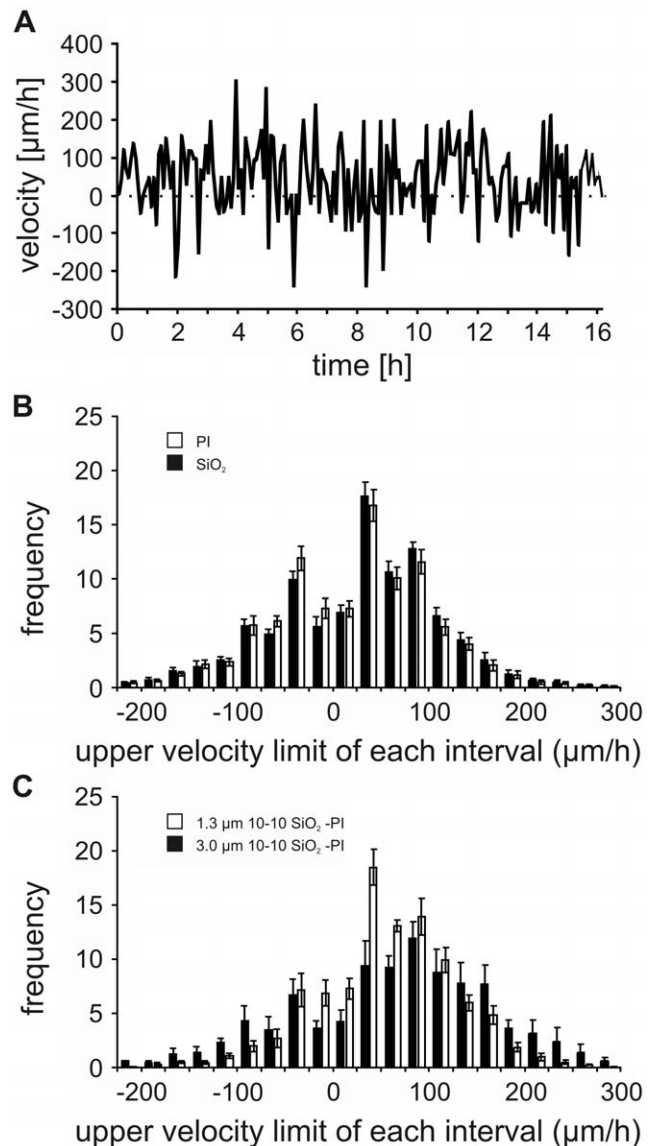 A
velocity [µm/h]
400
300
200
100
0
-100
-200
-300
0 2 4 6 8 10 12 14 16
time [h]
B
frequency
25
20
15
10
5
0
PI
SiO₂
-200 -100 0 100 200 300
upper velocity limit of each interval (µm/h)
C
frequency
25
20
15
10
5
0
1.3 µm 10-10 SiO₂ -PI
3.0 µm 10-10 SiO₂ -PI
-200 -100 0 100 200 300
upper velocity limit of each interval (µm/h)